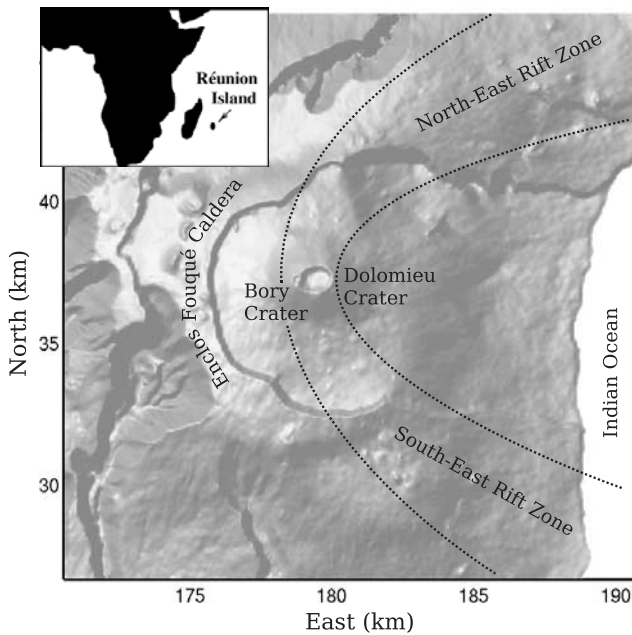 Réunion
Island
North-East Rift Zone
Enclos Fouqué Caldera
Bory
Crater
Dolomieu
Crater
South-East Rift Zone
Indian Ocean
North (km)
40
35
30
175
180
185
190
East (km)